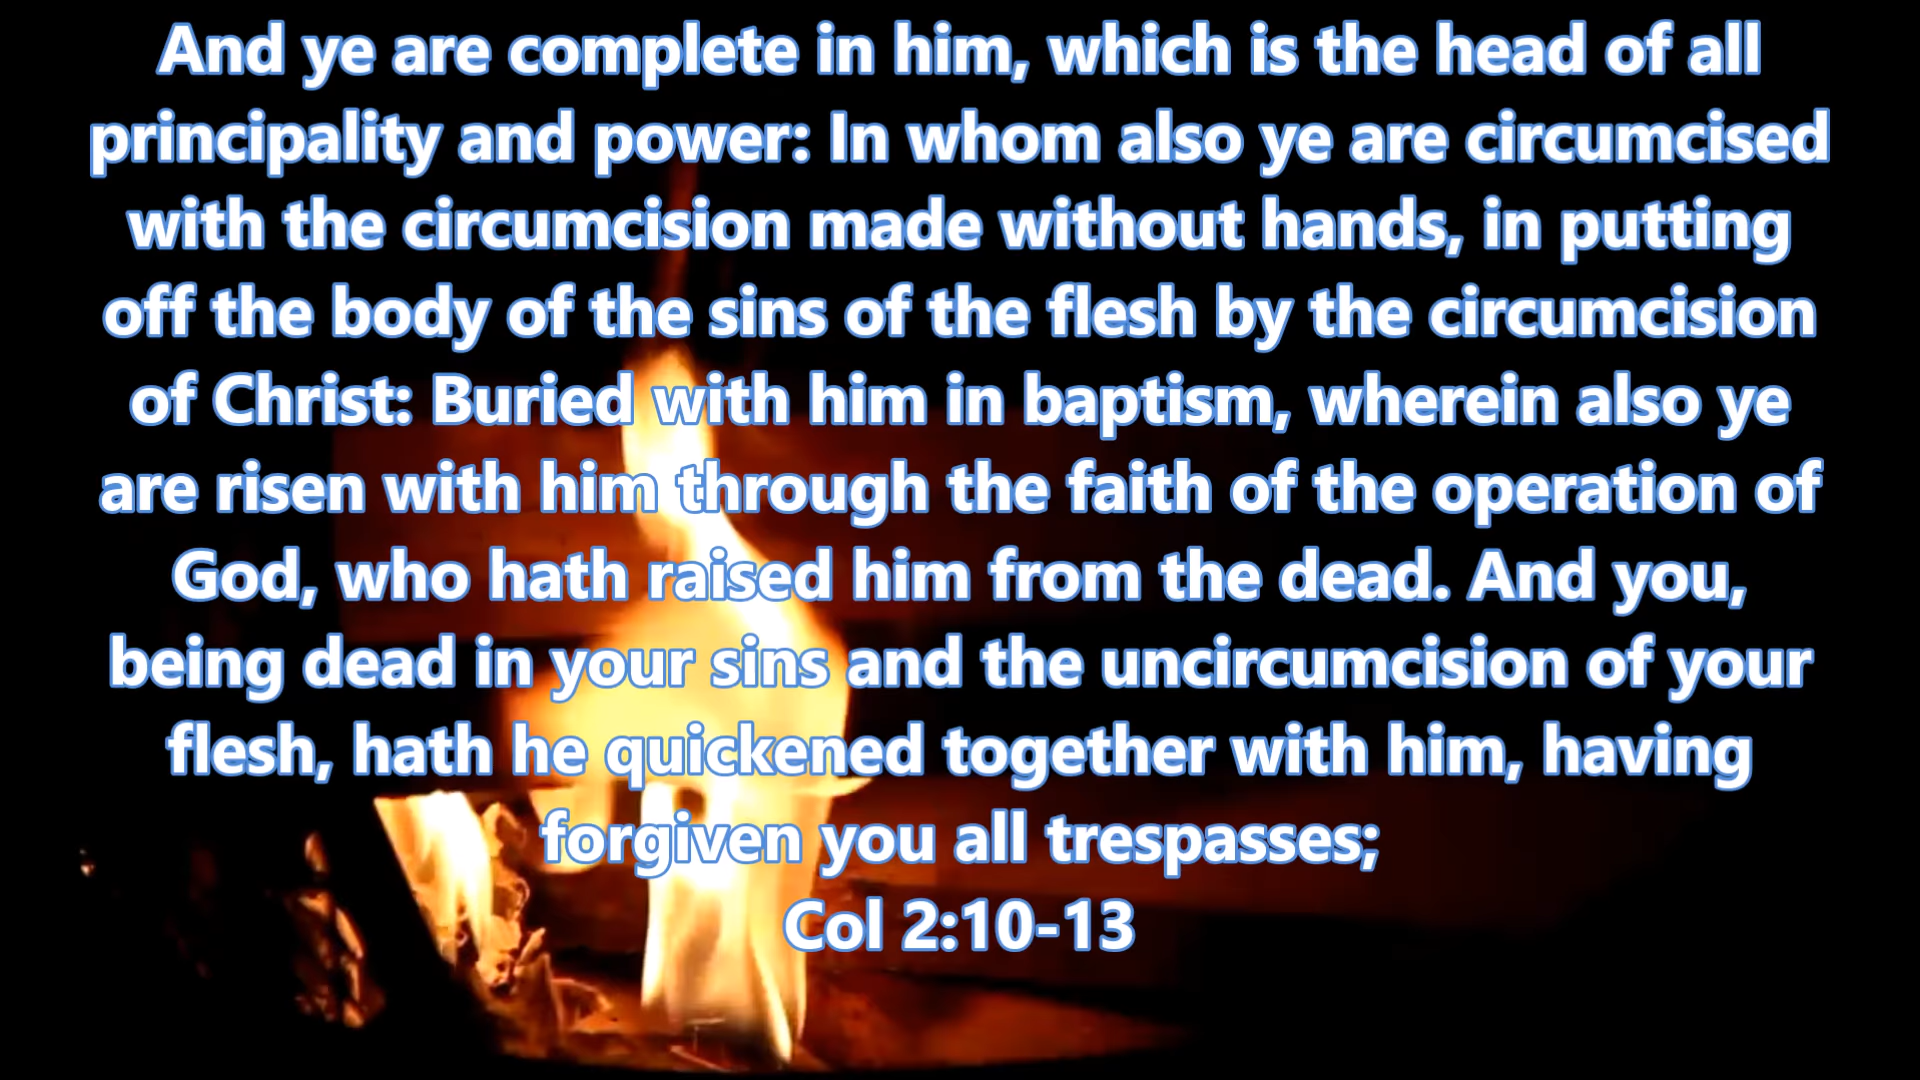 And ye are complete in him, which is the head of all
principality and power: In whom also ye are circumcised
with the circumcision made without hands, in putting
off the body of the sins of the flesh by the circumcision
of Christ: Buried with him in baptism, wherein also ye
are risen with him through the faith of the operation of
God, who hath raised him from the dead. And you,
being dead in your sins and the uncircumcision of your
flesh, hath he quickened together with him, having
forgiven you all trespasses;
Col 2:10-13